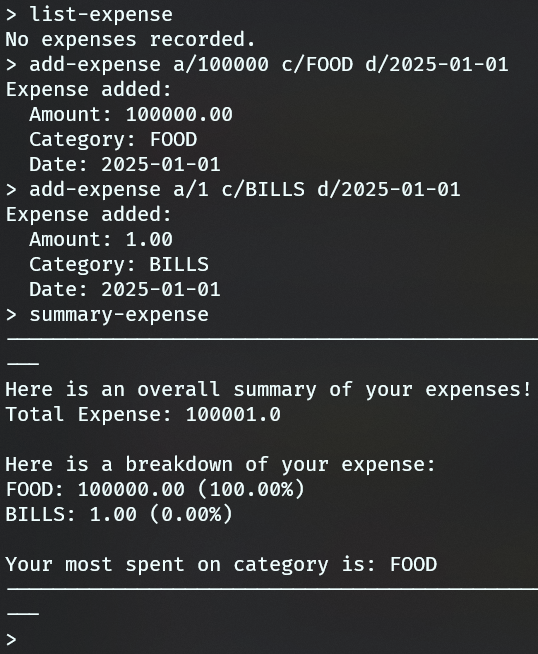 > list-expense
No expenses recorded.
> add-expense a/100000 c/FOOD d/2025-01-01
Expense added:
  Amount: 100000.00
  Category: FOOD
  Date: 2025-01-01
> add-expense a/1 c/BILLS d/2025-01-01
Expense added:
  Amount: 1.00
  Category: BILLS
  Date: 2025-01-01
> summary-expense
Here is an overall summary of your expenses!
Total Expense: 100001.0
Here is a breakdown of your expense:
FOOD: 100000.00 (100.00%)
BILLS: 1.00 (0.00%)
Your most spent on category is: FOOD
>